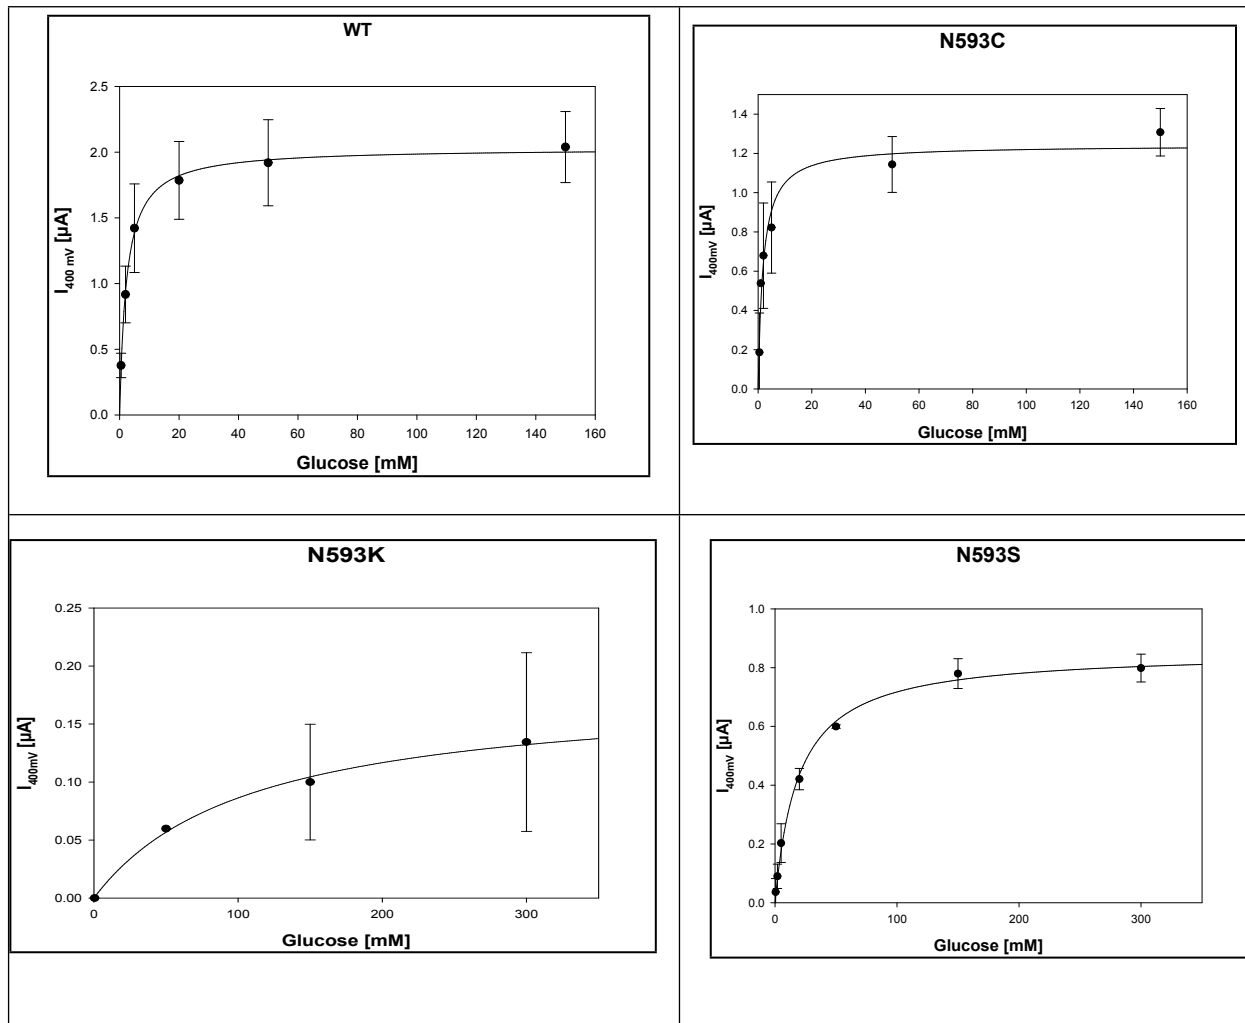 WT
I400 mV [µA]
2.5
2.0
1.5
1.0
0.5
0.0
0 20 40 60 80 100 120 140 160
Glucose [mM]
N593C
I400mV [µA]
1.4
1.2
1.0
0.8
0.6
0.4
0.2
0.0
0 20 40 60 80 100 120 140 160
Glucose [mM]
N593K
I400mV [µA]
0.25
0.20
0.15
0.10
0.05
0.00
0 100 200 300
Glucose [mM]
N593S
I400mV [µA]
1.0
0.8
0.6
0.4
0.2
0.0
0 100 200 300
Glucose [mM]